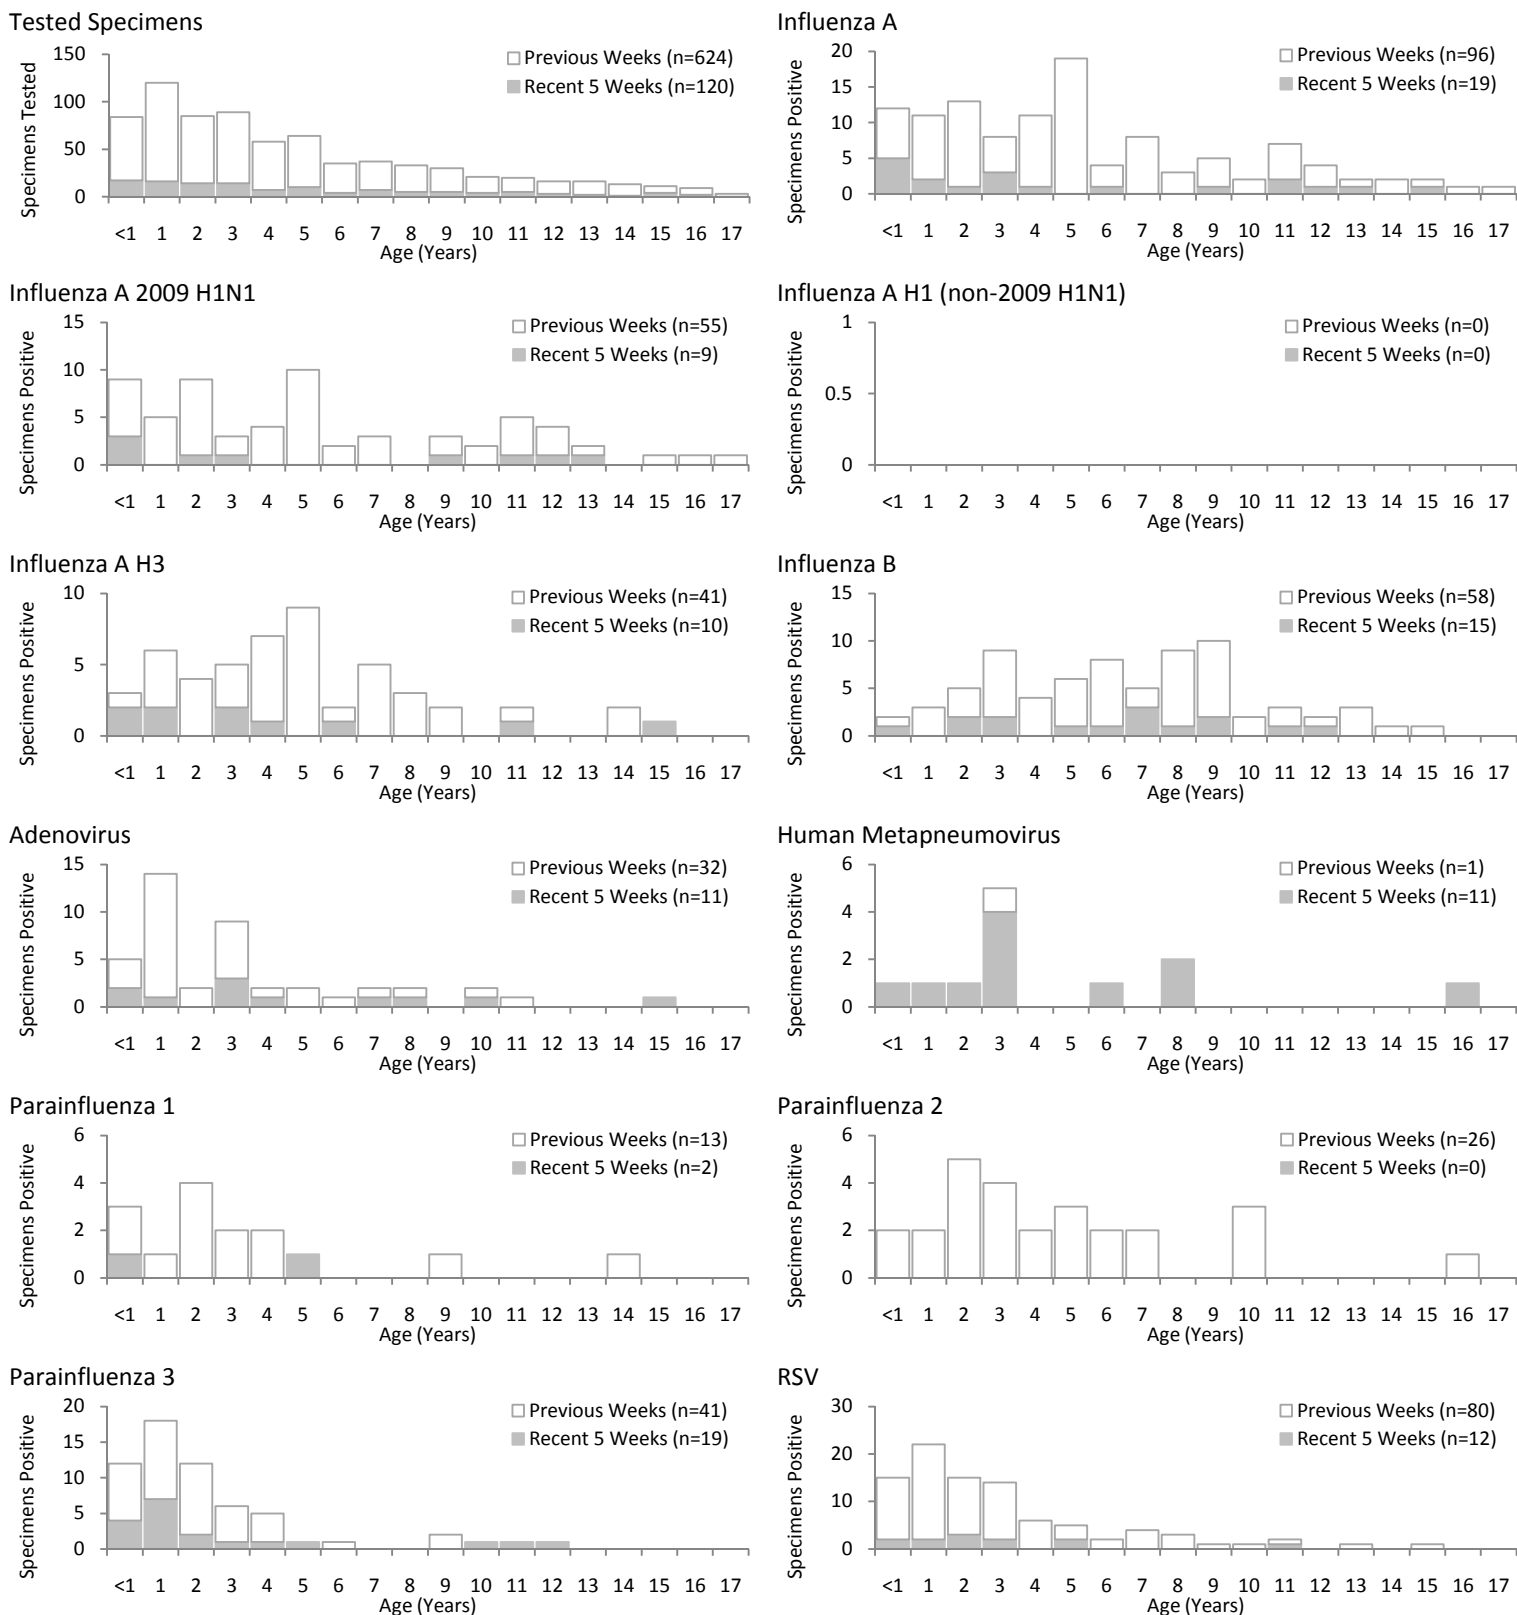 Tested Specimens
Specimens Tested
150
100
50
0
Previous Weeks (n=624)
Recent 5 Weeks (n=120)
<1 1 2 3 4 5 6 7 8 9 10 11 12 13 14 15 16 17
Age (Years)
Influenza A
Specimens Positive
20
15
10
5
0
Previous Weeks (n=96)
Recent 5 Weeks (n=19)
<1 1 2 3 4 5 6 7 8 9 10 11 12 13 14 15 16 17
Age (Years)
Influenza A 2009 H1N1
Specimens Positive
15
10
5
0
Previous Weeks (n=55)
Recent 5 Weeks (n=9)
<1 1 2 3 4 5 6 7 8 9 10 11 12 13 14 15 16 17
Age (Years)
Influenza A H1 (non-2009 H1N1)
Specimens Positive
1
0.5
0
Previous Weeks (n=0)
Recent 5 Weeks (n=0)
<1 1 2 3 4 5 6 7 8 9 10 11 12 13 14 15 16 17
Age (Years)
Influenza A H3
Specimens Positive
10
5
0
Previous Weeks (n=41)
Recent 5 Weeks (n=10)
<1 1 2 3 4 5 6 7 8 9 10 11 12 13 14 15 16 17
Age (Years)
Influenza B
Specimens Positive
15
10
5
0
Previous Weeks (n=58)
Recent 5 Weeks (n=15)
<1 1 2 3 4 5 6 7 8 9 10 11 12 13 14 15 16 17
Age (Years)
Adenovirus
Specimens Positive
15
10
5
0
Previous Weeks (n=32)
Recent 5 Weeks (n=11)
<1 1 2 3 4 5 6 7 8 9 10 11 12 13 14 15 16 17
Age (Years)
Human Metapneumovirus
Specimens Positive
6
4
2
0
Previous Weeks (n=1)
Recent 5 Weeks (n=11)
<1 1 2 3 4 5 6 7 8 9 10 11 12 13 14 15 16 17
Age (Years)
Parainfluenza 1
Specimens Positive
6
4
2
0
Previous Weeks (n=13)
Recent 5 Weeks (n=2)
<1 1 2 3 4 5 6 7 8 9 10 11 12 13 14 15 16 17
Age (Years)
Parainfluenza 2
Specimens Positive
6
4
2
0
Previous Weeks (n=26)
Recent 5 Weeks (n=0)
<1 1 2 3 4 5 6 7 8 9 10 11 12 13 14 15 16 17
Age (Years)
Parainfluenza 3
Specimens Positive
20
15
10
5
0
Previous Weeks (n=41)
Recent 5 Weeks (n=19)
<1 1 2 3 4 5 6 7 8 9 10 11 12 13 14 15 16 17
Age (Years)
RSV
Specimens Positive
30
20
10
0
Previous Weeks (n=80)
Recent 5 Weeks (n=12)
<1 1 2 3 4 5 6 7 8 9 10 11 12 13 14 15 16 17
Age (Years)